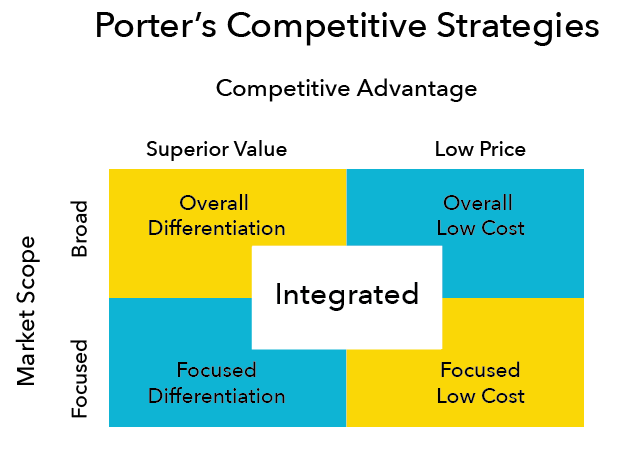 Porter’s Competitive Strategies
Competitive Advantage
Superior Value
Low Price
Market Scope
Broad
Overall
Differentiation
Overall
Low Cost
Integrated
Focused
Focused
Differentiation
Focused
Low Cost